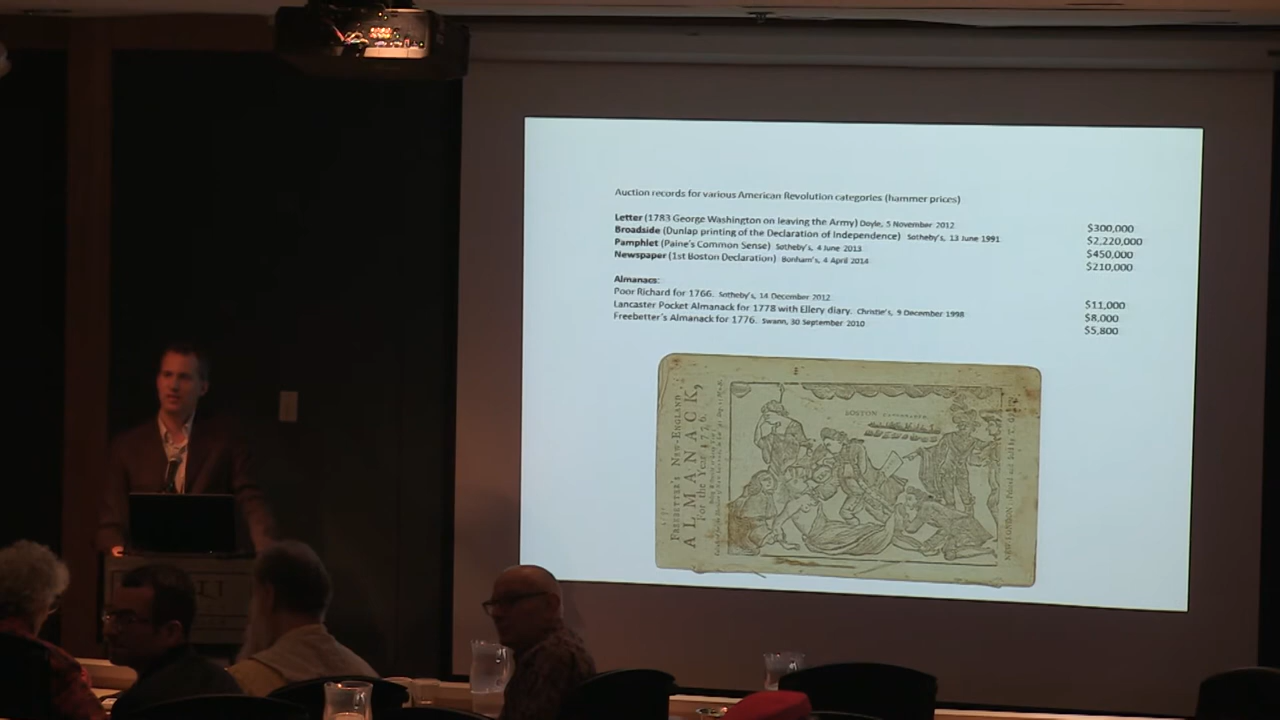 Auction records for various American Revolution categories (hammer prices)
Letter (1783 George Washington on leaving the Army) Doyle, 5 November 2012 $300,000
Broadside (Dunlap printing of the Declaration of Independence) Sotheby's, 13 June 1991 $2,220,000
Pamphlet (Paine's Common Sense) Sotheby's, 4 June 2013 $450,000
Newspaper (1st Boston Declaration) Bonham's, 4 April 2014 $210,000
Almanacs:
Poor Richard for 1766. Sotheby's, 14 December 2012 $11,000
Lancaster Pocket Almanack for 1778 with Ellery diary. Christie's, 9 December 1998 $8,000
Freebetter's Almanack for 1776. Swann, 30 September 2010 $5,800
FREEBETTER'S NEW-ENGLAND
ALMANACK,
For the Year 1776.
BOSTON
NEW LONDON